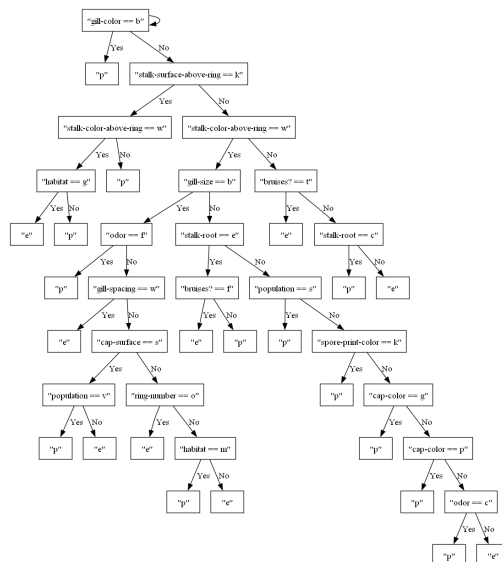 "gill-color == b"
Yes No
"p" "stalk-surface-above-ring == k"
Yes No
"stalk-color-above-ring == w" "stalk-color-above-ring == w"
Yes No Yes No
"habitat == g" "p" "gill-size == b" "bruises? == t"
Yes No Yes No Yes No
"e" "p" "odor == f" "stalk-root == e" "e" "stalk-root == c"
Yes No Yes No Yes No
"p" "gill-spacing == w" "bruises? == f" "population == s" "p" "e"
Yes No Yes No Yes No
"e" "cap-surface == s" "e" "p" "p" "spore-print-color == k"
Yes No Yes No
"population == v" "ring-number == o" "p" "cap-color == g"
Yes No Yes No Yes No
"p" "e" "e" "habitat == m" "p" "cap-color == p"
Yes No Yes No
"p" "e" "p" "odor == c"
Yes No
"p" "e"